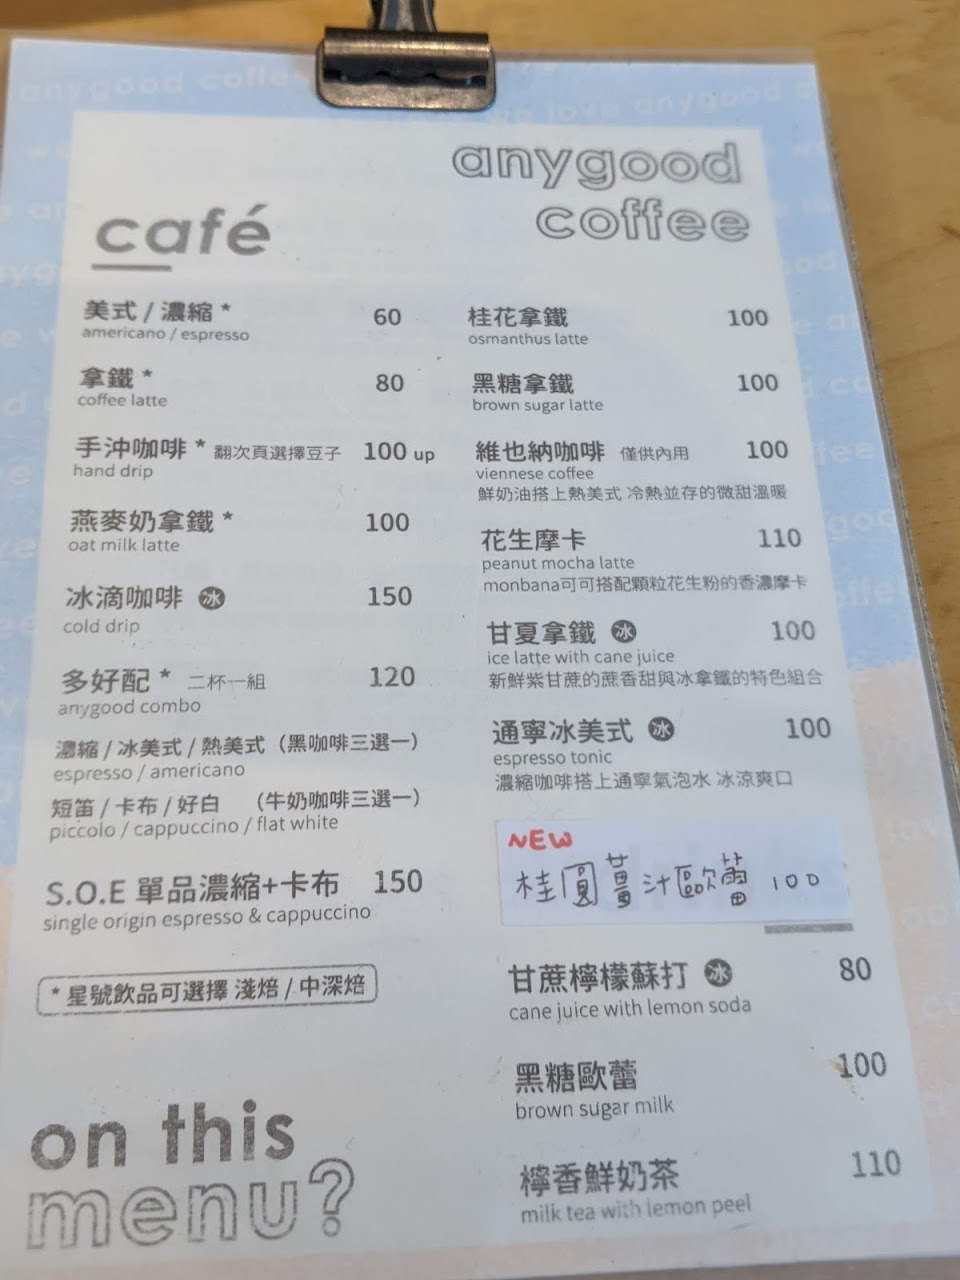 anygood
coffee
café
美式 / 濃縮 * 60
americano / espresso
拿鐵 * 80
coffee latte
手沖咖啡 * 翻次頁選擇豆子 100 up
hand drip
燕麥奶拿鐵 * 100
oat milk latte
冰滴咖啡 冰 150
cold drip
多好配 * 二杯一組 120
anygood combo
濃縮 / 冰美式 / 熱美式（黑咖啡三選一）
espresso / americano
短笛 / 卡布 / 好白 （牛奶咖啡三選一）
piccolo / cappuccino / flat white
S.O.E 單品濃縮+卡布 150
single origin espresso & cappuccino
* 星號飲品可選擇 淺焙 / 中深焙
on this
menu?
桂花拿鐵 100
osmanthus latte
黑糖拿鐵 100
brown sugar latte
維也納咖啡 僅供內用 100
viennese coffee
鮮奶油搭上熱美式 冷熱並存的微甜溫暖
花生摩卡 110
peanut mocha latte
monbana可可搭配顆粒花生粉的香濃摩卡
甘夏拿鐵 冰 100
ice latte with cane juice
新鮮紫甘蔗的蔗香甜與冰拿鐵的特色組合
通寧冰美式 冰 100
espresso tonic
濃縮咖啡搭上通寧氣泡水 冰涼爽口
NEW
桂圓薑汁歐蕾 100
甘蔗檸檬蘇打 冰 80
cane juice with lemon soda
黑糖歐蕾 100
brown sugar milk
檸香鮮奶茶 110
milk tea with lemon peel